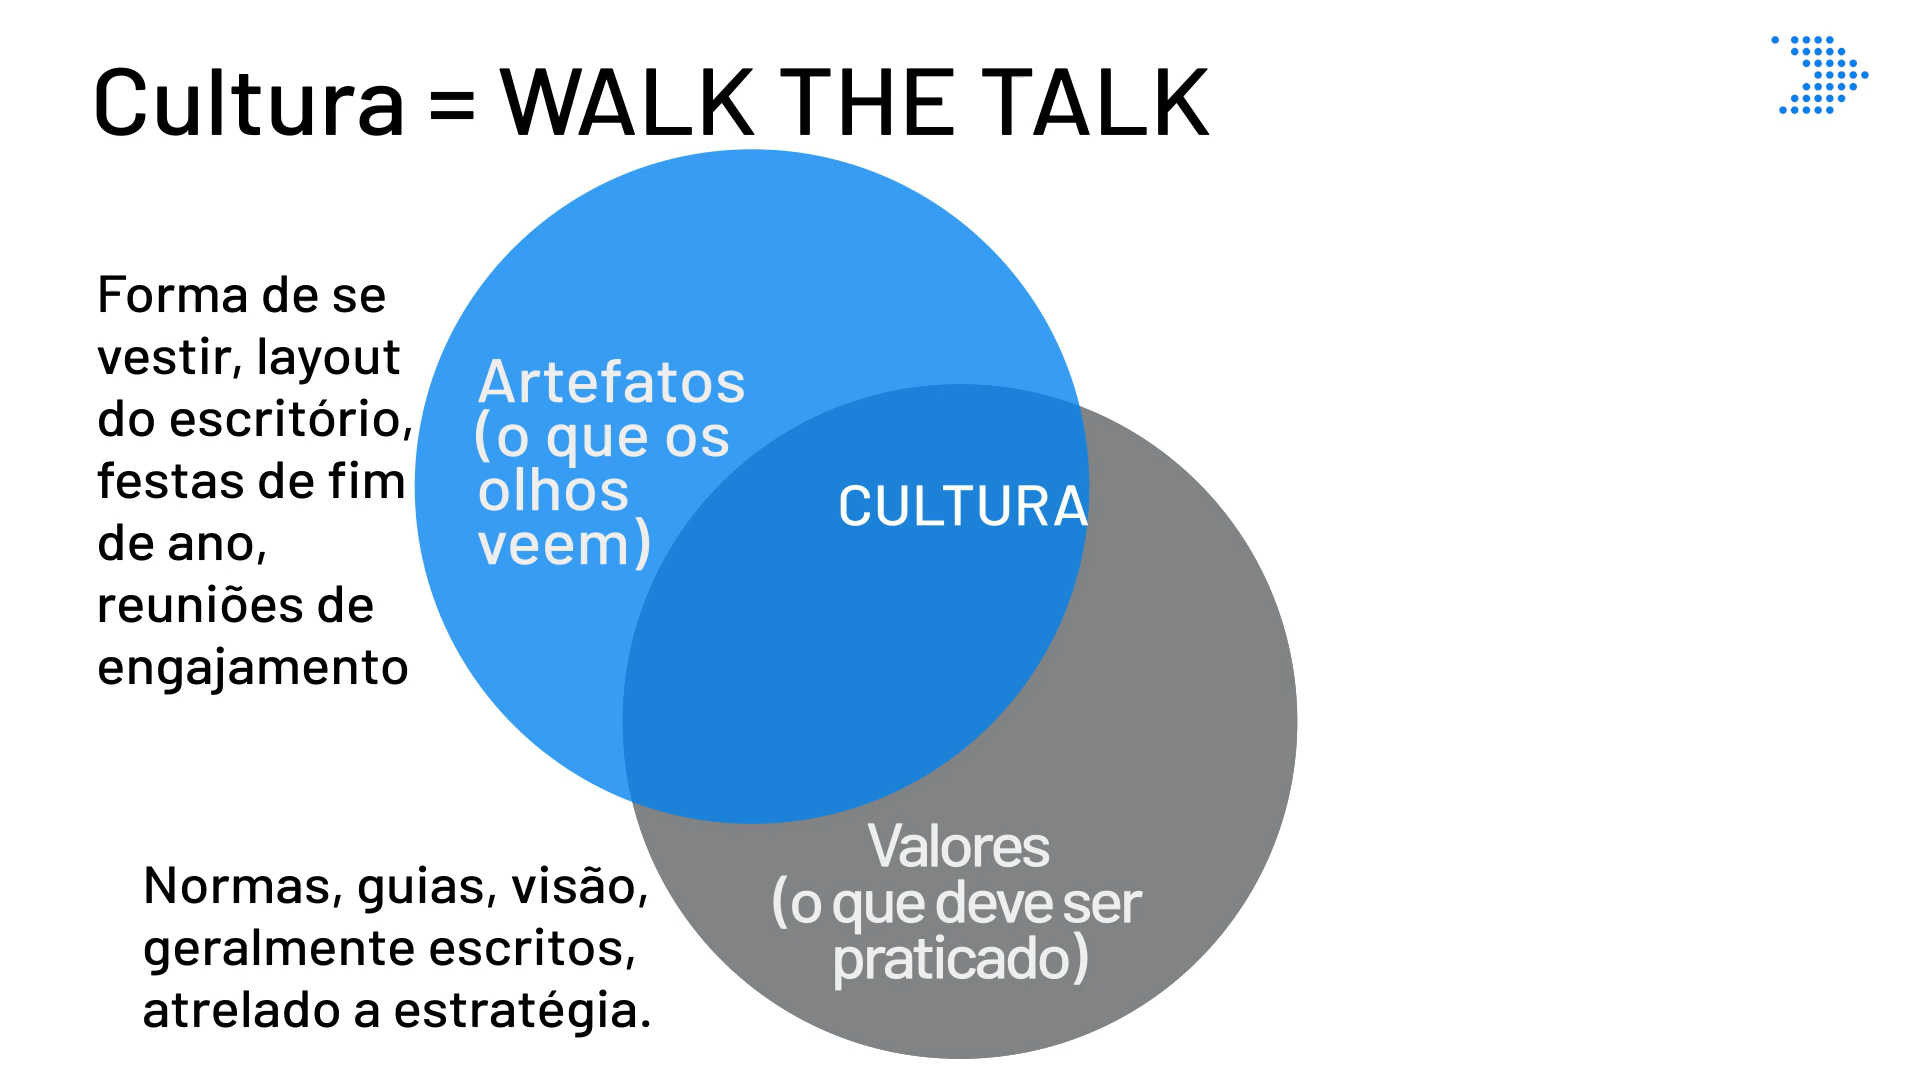 Cultura = WALK THE TALK
Forma de se
vestir, layout
do escritório,
festas de fim
de ano,
reuniões de
engajamento
Artefatos
(o que os
olhos
veem)
CULTURA
Valores
(o que deve ser
praticado)
Normas, guias, visão,
geralmente escritos,
atrelado a estratégia.